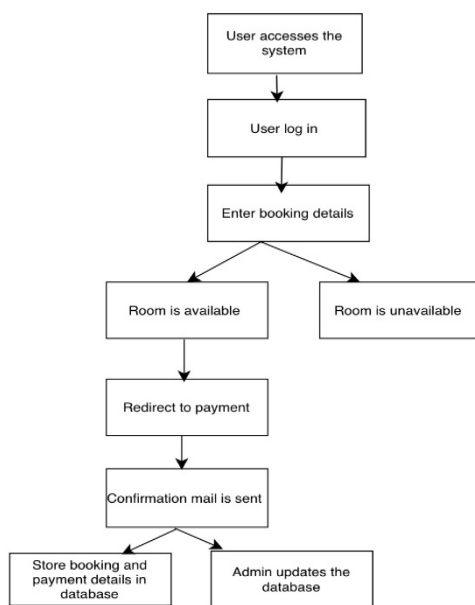 User accesses the
system
User log in
Enter booking details
Room is available
Room is unavailable
Redirect to payment
Confirmation mail is sent
Store booking and
payment details in
database
Admin updates the
database